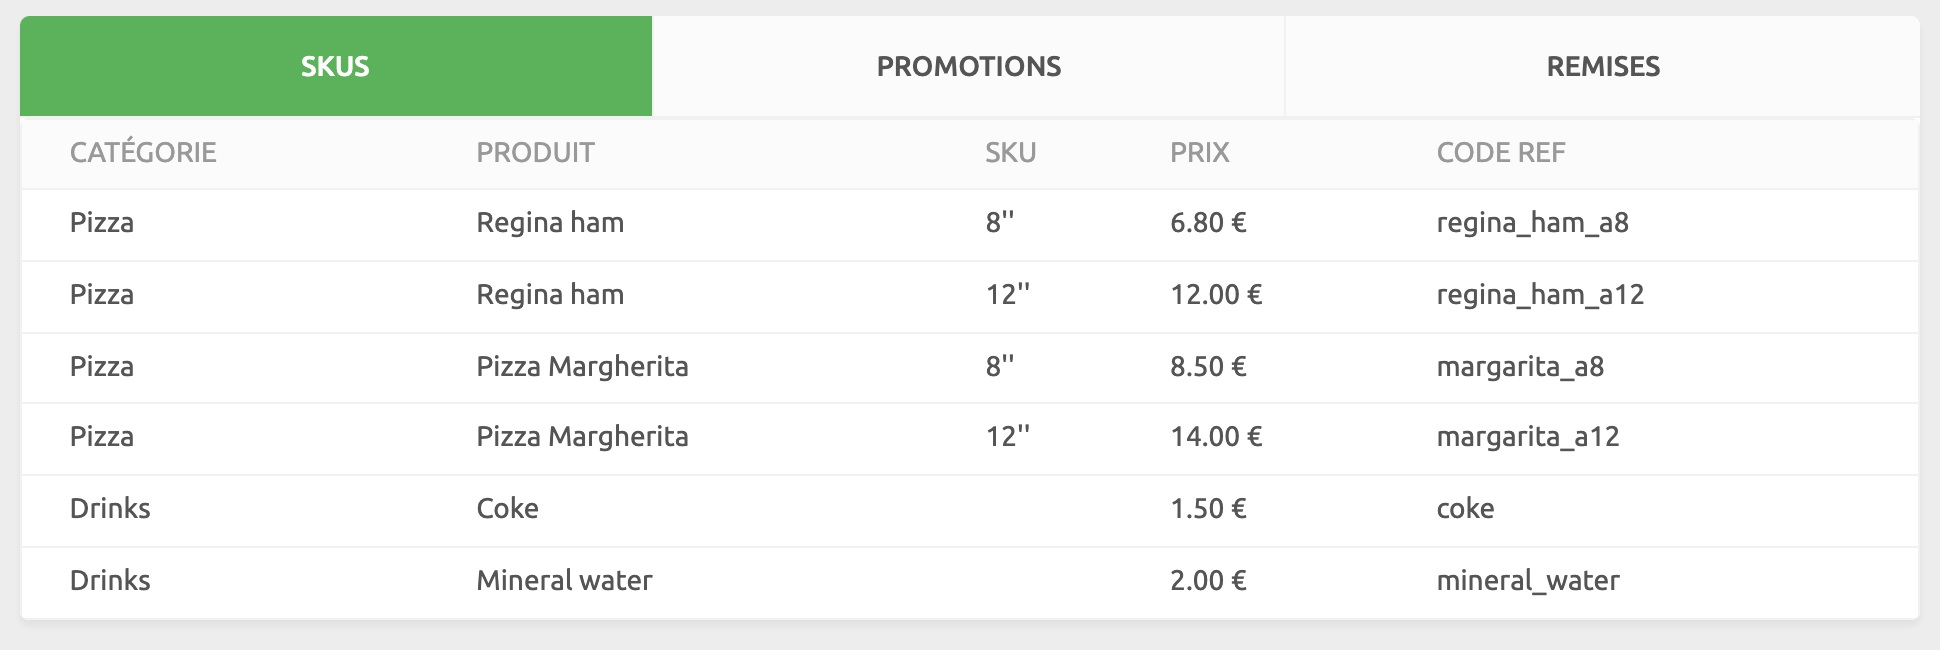 SKUS PROMOTIONS REMISES
CATÉGORIE PRODUIT SKU PRIX CODE REF
Pizza Regina ham 8'' 6.80 € regina_ham_a8
Pizza Regina ham 12'' 12.00 € regina_ham_a12
Pizza Pizza Margherita 8'' 8.50 € margarita_a8
Pizza Pizza Margherita 12'' 14.00 € margarita_a12
Drinks Coke 1.50 € coke
Drinks Mineral water 2.00 € mineral_water